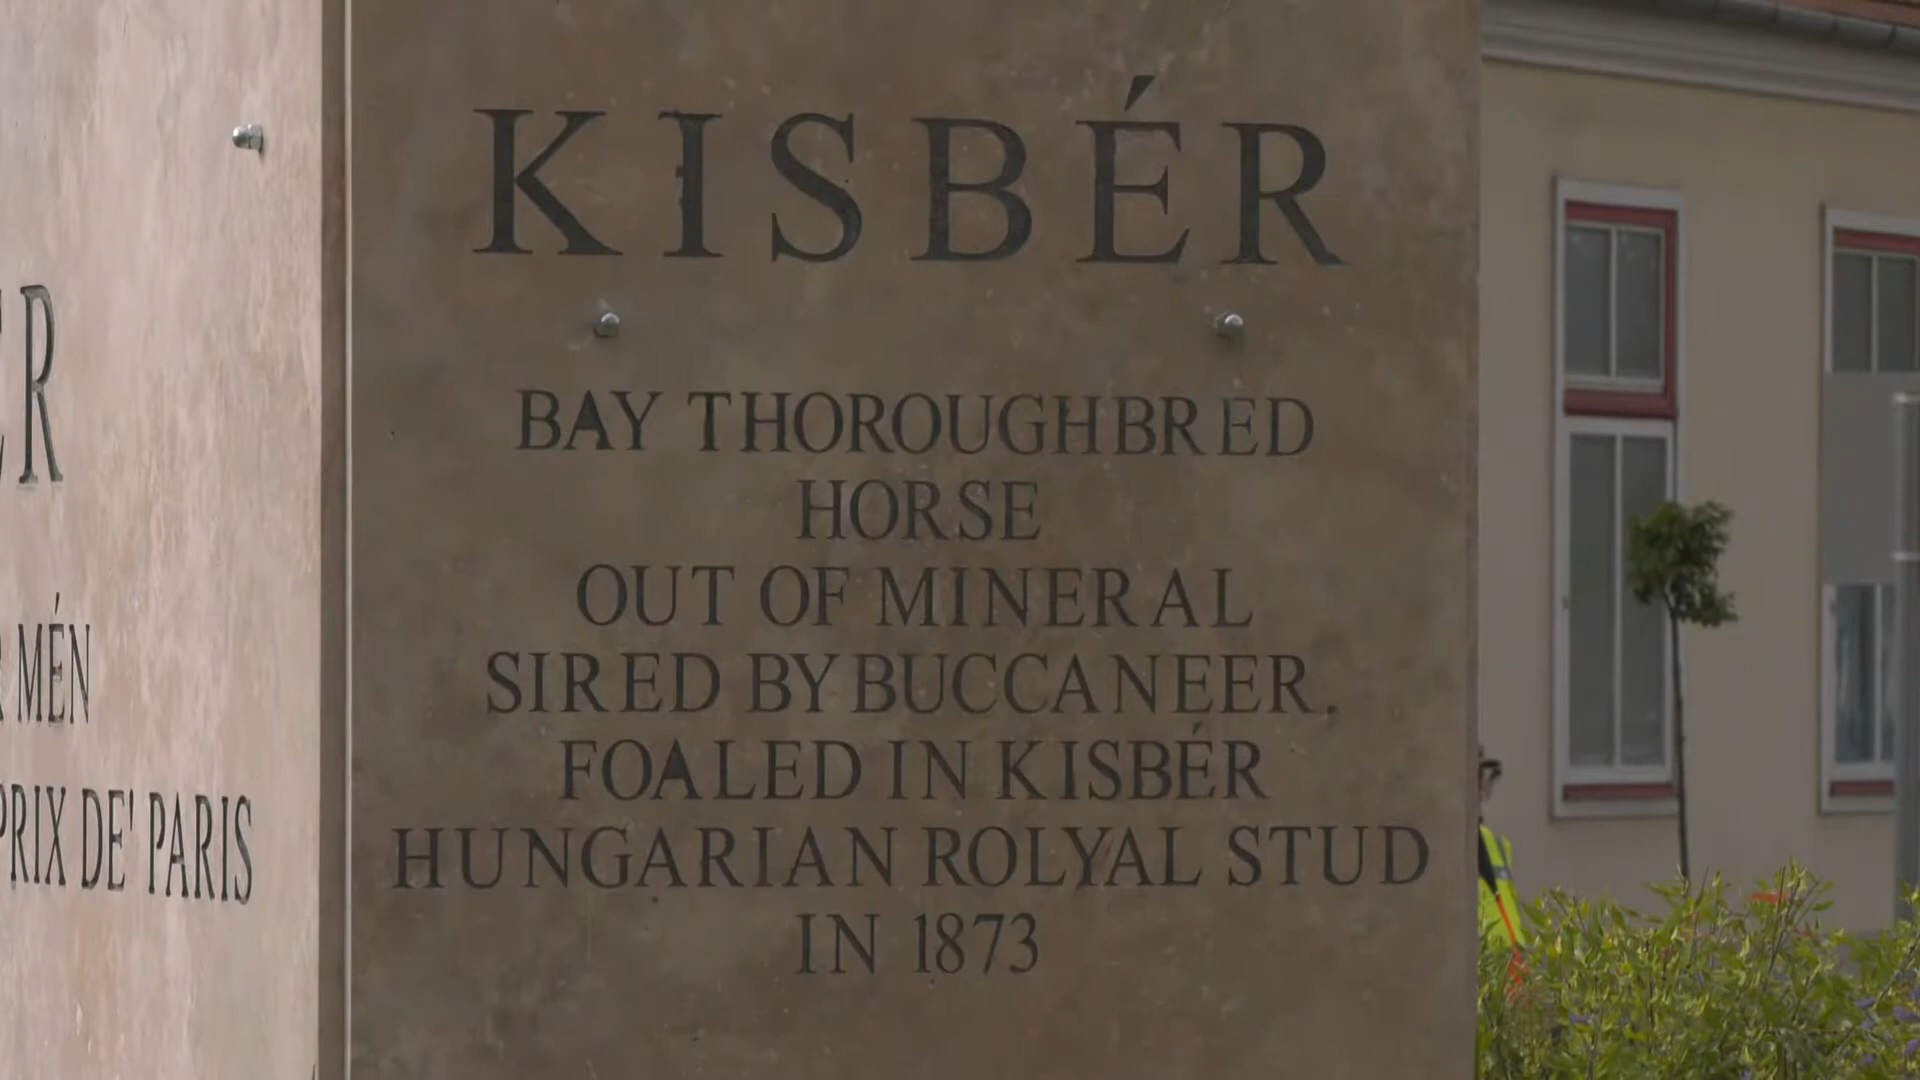 R
MÉN
PRIX DE' PARIS
KISBÉR
BAY THOROUGHBRED
HORSE
OUT OF MINERAL
SIRED BY BUCCANEER.
FOALED IN KISBÉR
HUNGARIAN ROLYAL STUD
IN 1873